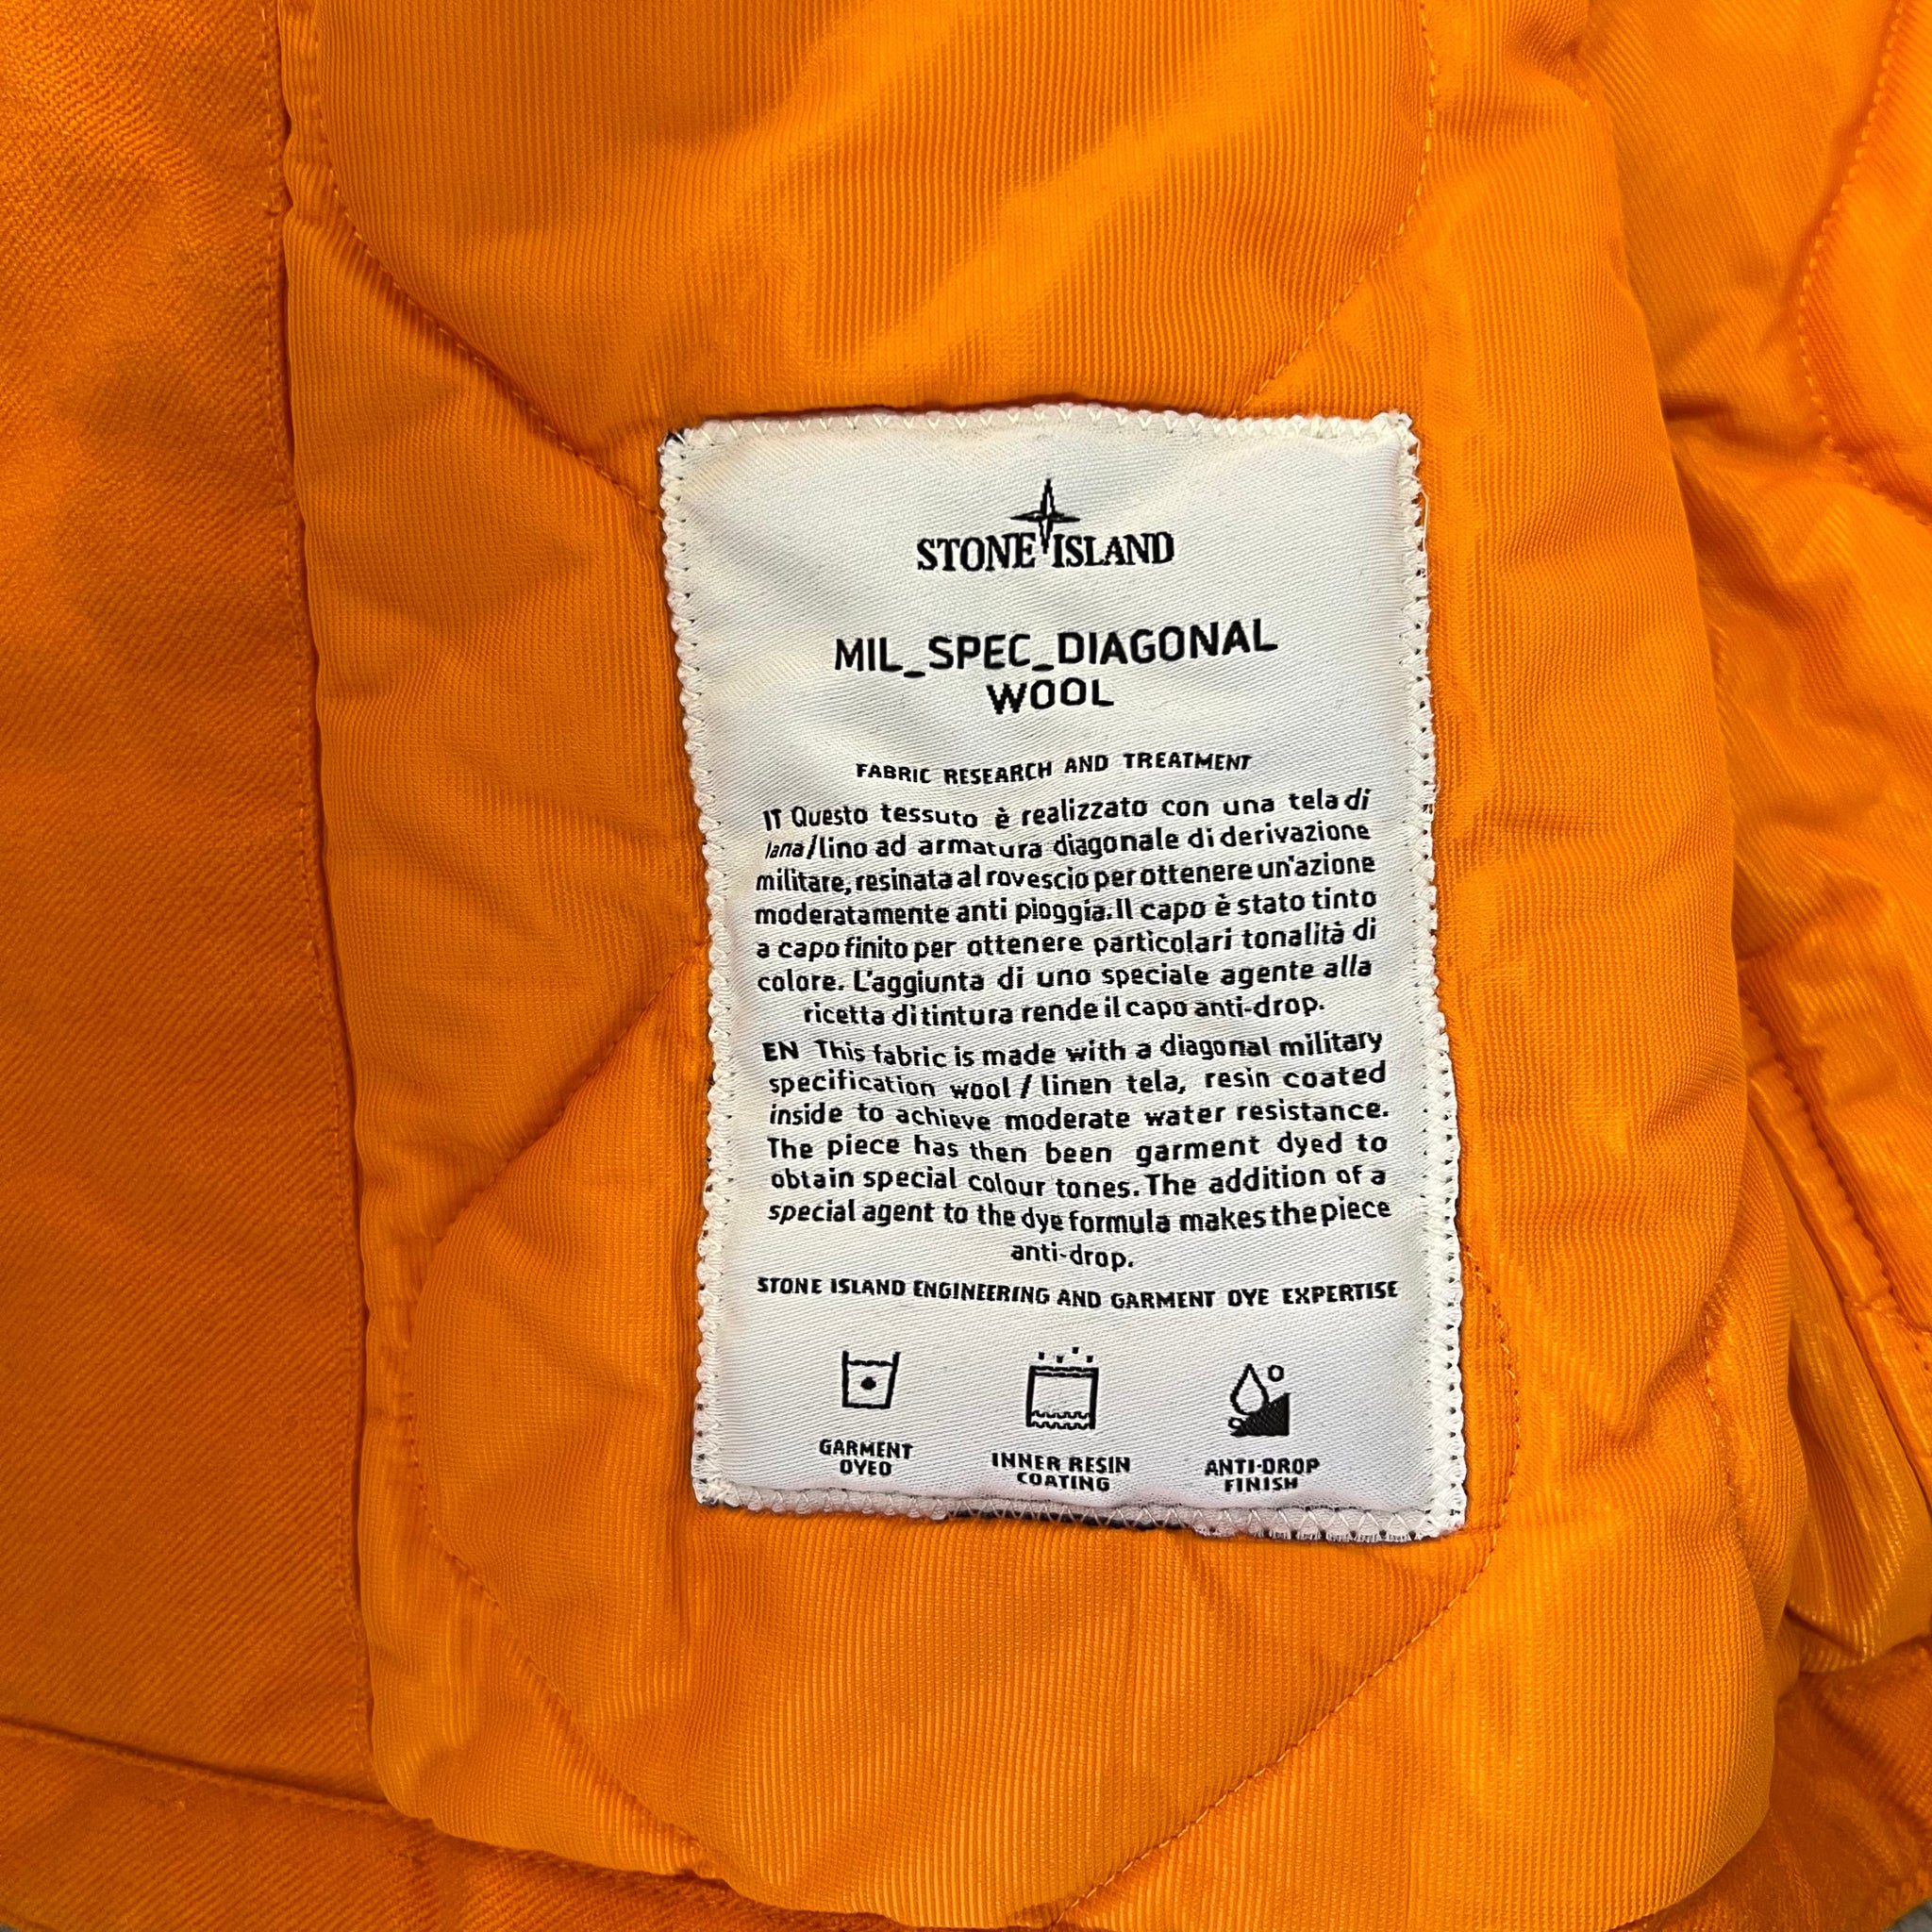 STONE ISLAND
MIL_SPEC_DIAGONAL
WOOL
FABRIC RESEARCH AND TREATMENT
IT Questo tessuto è realizzato con una tela di
lana/lino ad armatura diagonale di derivazione
militare, resinata al rovescio per ottenere un'azione
moderatamente anti pioggia. Il capo è stato tinto
a capo finito per ottenere particolari tonalità di
colore. L'aggiunta di uno speciale agente alla
ricetta di tintura rende il capo anti-drop.
EN This fabric is made with a diagonal military
specification wool / linen tela, resin coated
inside to achieve moderate water resistance.
The piece has then been garment dyed to
obtain special colour tones. The addition of a
special agent to the dye formula makes the piece
anti-drop.
STONE ISLAND ENGINEERING AND GARMENT DYE EXPERTISE
GARMENT
DYED
INNER RESIN
COATING
ANTI-DROP
FINISH